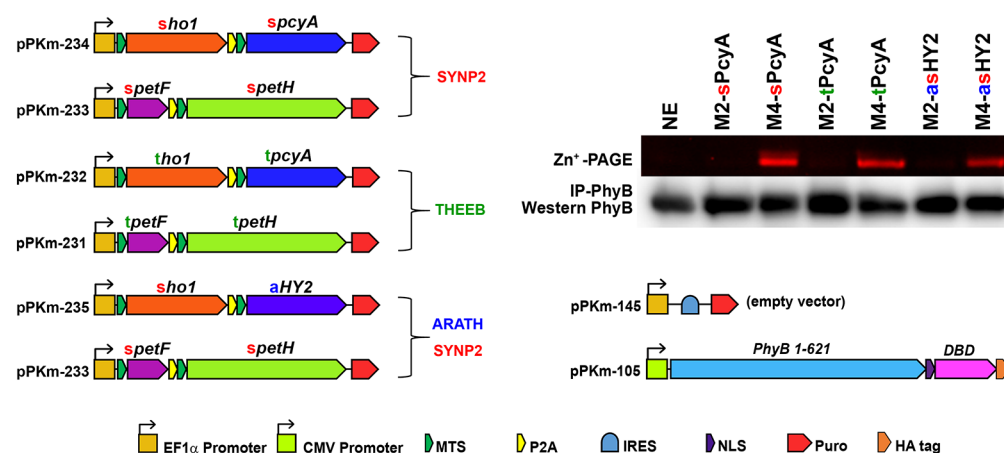 sho1 spcyA
pPKm-234
SYNP2
spetF spetH
pPKm-233
tho1 tpcyA
pPKm-232
THEEB
tpetF tpetH
pPKm-231
sho1 aHY2
pPKm-235
ARATH
SYNP2
spetF spetH
pPKm-233
NE
M2-sPcyA
M4-sPcyA
M2-tPcyA
M4-tPcyA
M2-asHY2
M4-asHY2
Zn⁺-PAGE
IP-PhyB
Western PhyB
pPKm-145 (empty vector)
PhyB 1-621 DBD
pPKm-105
EF1α Promoter CMV Promoter MTS P2A IRES NLS Puro HA tag